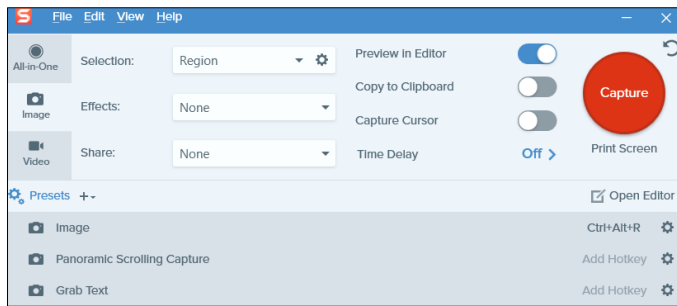 File Edit View Help
All-in-One
Image
Video
Selection: Region
Effects: None
Share: None
Preview in Editor
Copy to Clipboard
Capture Cursor
Time Delay Off >
Capture
Print Screen
Presets + Open Editor
Image Ctrl+Alt+R
Panoramic Scrolling Capture Add Hotkey
Grab Text Add Hotkey